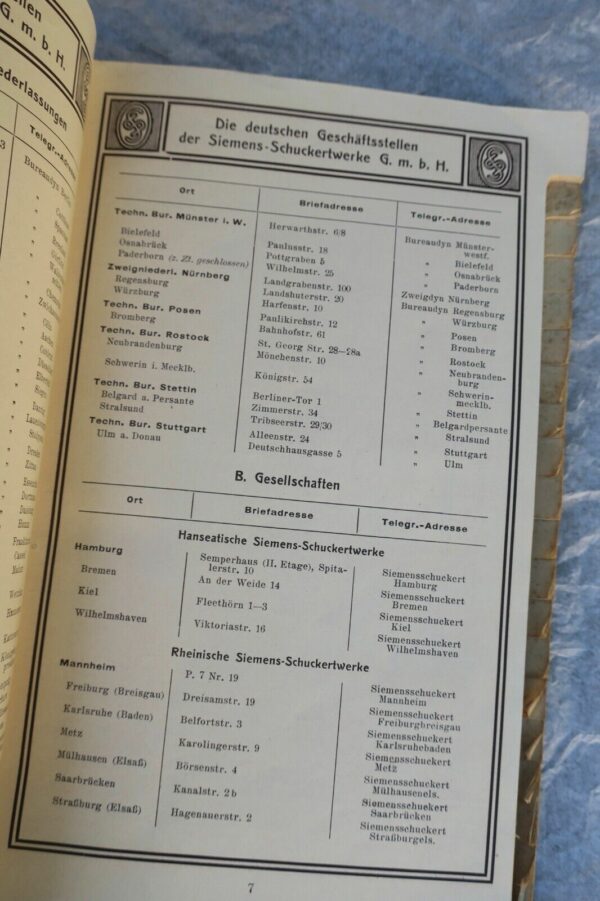 chen
G. m. b. H.
ederlassungen
Telegr.-Adresse
3
Die deutschen Geschäftsstellen
der Siemens-Schuckertwerke G. m. b. H.
Ort Briefadresse Telegr.-Adresse
Techn. Bur. Münster i. W. Herwarthstr. 6/8 Bureaudyn Münster-
westf.
Bielefeld Paulusstr. 18 " Bielefeld
Osnabrück Pottgraben 5 " Osnabrück
Paderborn (z. Zt. geschlossen) Wilhelmstr. 25 " Paderborn
Zweigniederl. Nürnberg Landgrabenstr. 100 Zweigdyn Nürnberg
Regensburg Landshuterstr. 20 Bureaudyn Regensburg
Würzburg Harfenstr. 10 " Würzburg
Techn. Bur. Posen Paulikirchstr. 12 " Posen
Bromberg Bahnhofstr. 61 " Bromberg
Techn. Bur. Rostock St. Georg Str. 28-28a " Rostock
Neubrandenburg Mönchenstr. 10 " Neubranden-
burg
Schwerin i. Mecklb. Königstr. 54 " Schwerin-
mecklb.
Techn. Bur. Stettin Berliner-Tor 1 " Stettin
Belgard a. Persante Zimmerstr. 34 " Belgardpersante
Stralsund Tribseerstr. 29/30 " Stralsund
Techn. Bur. Stuttgart Alleenstr. 24 " Stuttgart
Ulm a. Donau Deutschhausgasse 5 " Ulm
B. Gesellschaften
Ort Briefadresse Telegr.-Adresse
Hanseatische Siemens-Schuckertwerke
Hamburg Semperhaus (II. Etage), Spita-
lerstr. 10 Siemensschuckert
Hamburg
Bremen An der Weide 14 Siemensschuckert
Bremen
Kiel Fleethörn 1-3 Siemensschuckert
Kiel
Wilhelmshaven Viktoriastr. 16 Siemensschuckert
Wilhelmshaven
Rheinische Siemens-Schuckertwerke
Mannheim P. 7 Nr. 19 Siemensschuckert
Mannheim
Freiburg (Breisgau) Dreisamstr. 19 Siemensschuckert
Freiburgbreisgau
Karlsruhe (Baden) Belfortstr. 3 Siemensschuckert
Karlsruhebaden
Metz Karolingerstr. 9 Siemensschuckert
Metz
Mülhausen (Elsaß) Börsenstr. 4 Siemensschuckert
Mülhausenels.
Saarbrücken Kanalstr. 2b Siemensschuckert
Saarbrücken
Straßburg (Elsaß) Hagenauerstr. 2 Siemensschuckert
Straßburgels.
7